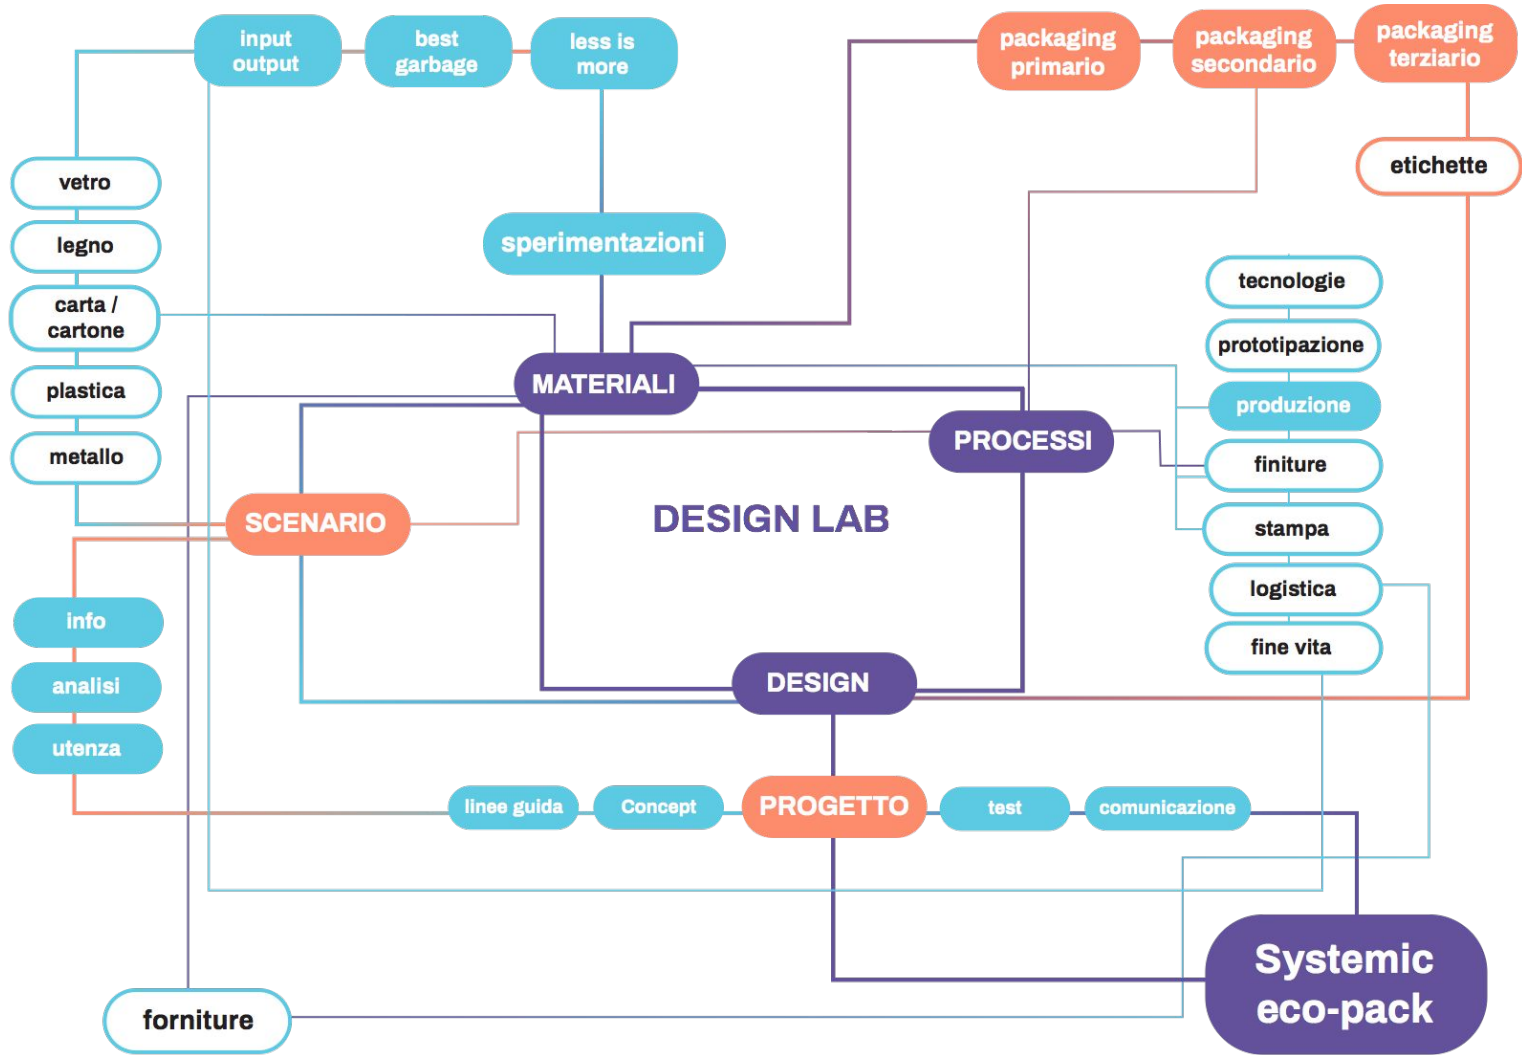 input
output
best
garbage
less is
more
packaging
primario
packaging
secondario
packaging
terziario
etichette
vetro
legno
carta /
cartone
plastica
metallo
sperimentazioni
tecnologie
prototipazione
produzione
finiture
stampa
logistica
fine vita
MATERIALI
PROCESSI
SCENARIO
DESIGN LAB
info
analisi
utenza
DESIGN
linee guida
Concept
PROGETTO
test
comunicazione
Systemic
eco-pack
forniture